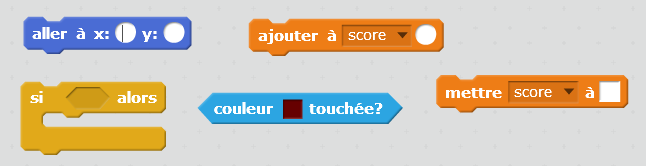 aller à x: y:
ajouter à score
si alors
couleur touchée?
mettre score à